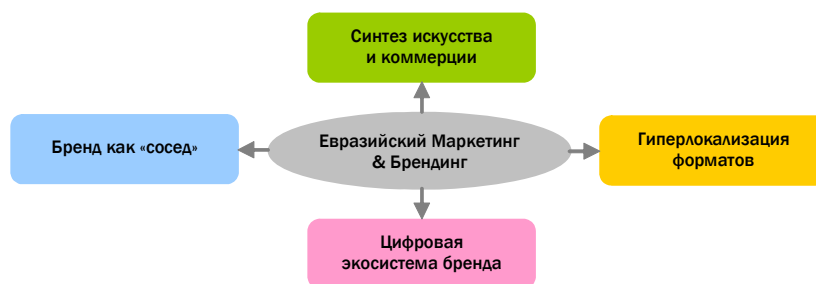 Синтез искусства
и коммерции
Бренд как «сосед»
Евразийский Маркетинг
& Брендинг
Гиперлокализация
форматов
Цифровая
экосистема бренда